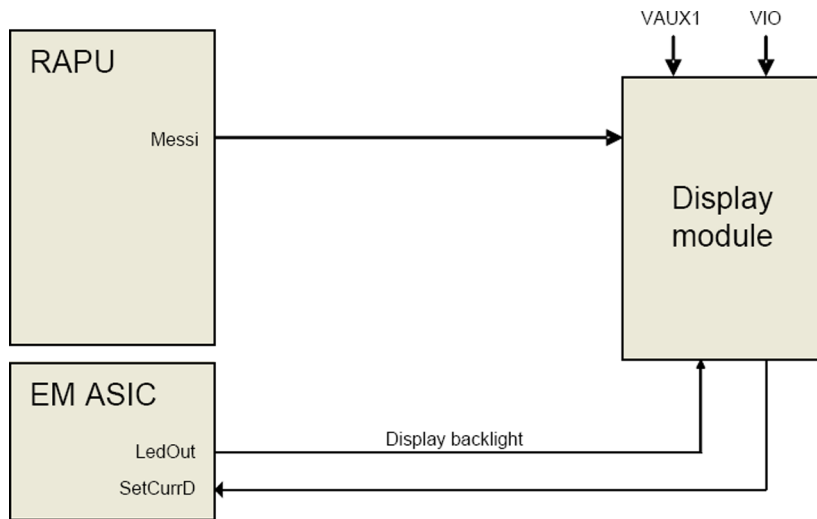 VAUX1 VIO
RAPU
Messi
Display
module
EM ASIC
LedOut
Display backlight
SetCurrD